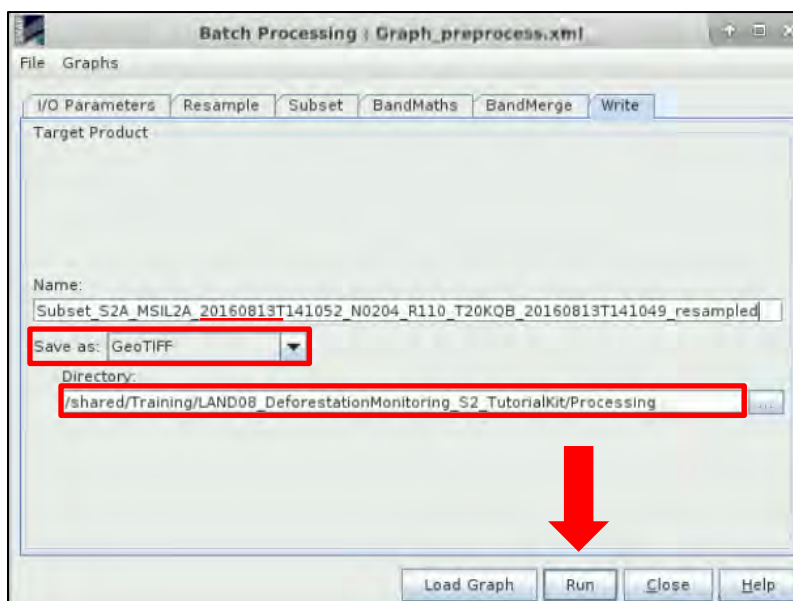 Batch Processing : Graph_preprocess.xml
File Graphs
I/O Parameters Resample Subset BandMaths BandMerge Write
Target Product
Name:
Subset_S2A_MSIL2A_20160813T141052_N0204_R110_T20KQB_20160813T141049_resampled
Save as: GeoTIFF
Directory:
/shared/Training/LAND08_DeforestationMonitoring_S2_TutorialKit/Processing
...
Load Graph Run Close Help